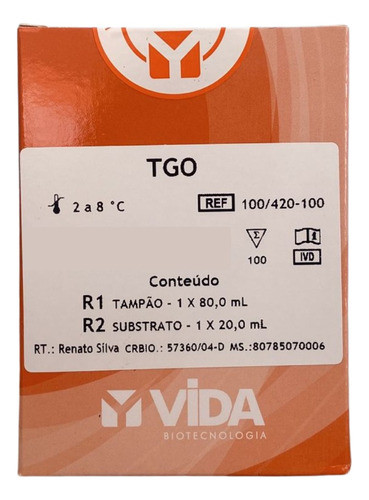 TGO
2 a 8 °C
REF 100/420-100
Σ
100
i
IVD
Conteúdo
R1 TAMPÃO - 1 X 80,0 mL
R2 SUBSTRATO - 1 X 20,0 mL
RT.: Renato Silva CRBIO.: 57360/04-D MS.:80785070006
VIDA
BIOTECNOLOGIA